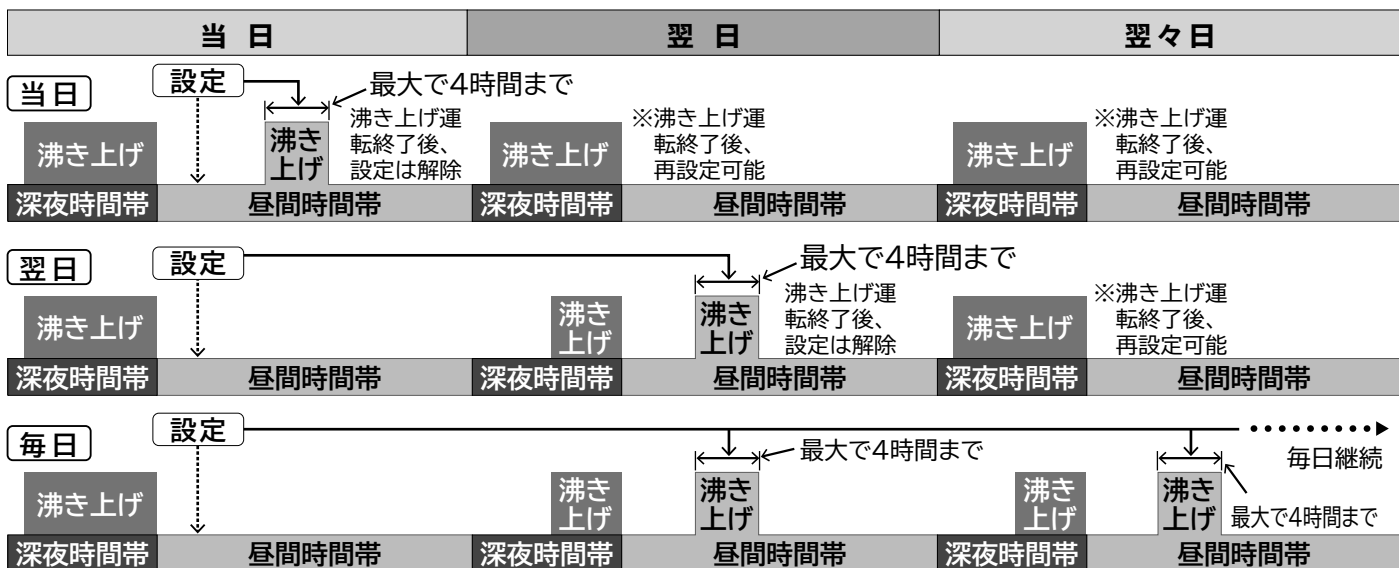 当 日
翌 日
翌々日
当日
設定
最大で4時間まで
沸き上げ
沸き
上げ
沸き上げ運
転終了後、
設定は解除
沸き上げ
※沸き上げ運
転終了後、
再設定可能
沸き上げ
※沸き上げ運
転終了後、
再設定可能
深夜時間帯
昼間時間帯
深夜時間帯
昼間時間帯
深夜時間帯
昼間時間帯
翌日
設定
最大で4時間まで
沸き上げ
沸き
上げ
沸き
上げ
沸き上げ運
転終了後、
設定は解除
沸き上げ
※沸き上げ運
転終了後、
再設定可能
深夜時間帯
昼間時間帯
深夜時間帯
昼間時間帯
深夜時間帯
昼間時間帯
毎日
設定
最大で4時間まで
毎日継続
沸き上げ
沸き
上げ
沸き
上げ
沸き
上げ
沸き
上げ
最大で4時間まで
深夜時間帯
昼間時間帯
深夜時間帯
昼間時間帯
深夜時間帯
昼間時間帯